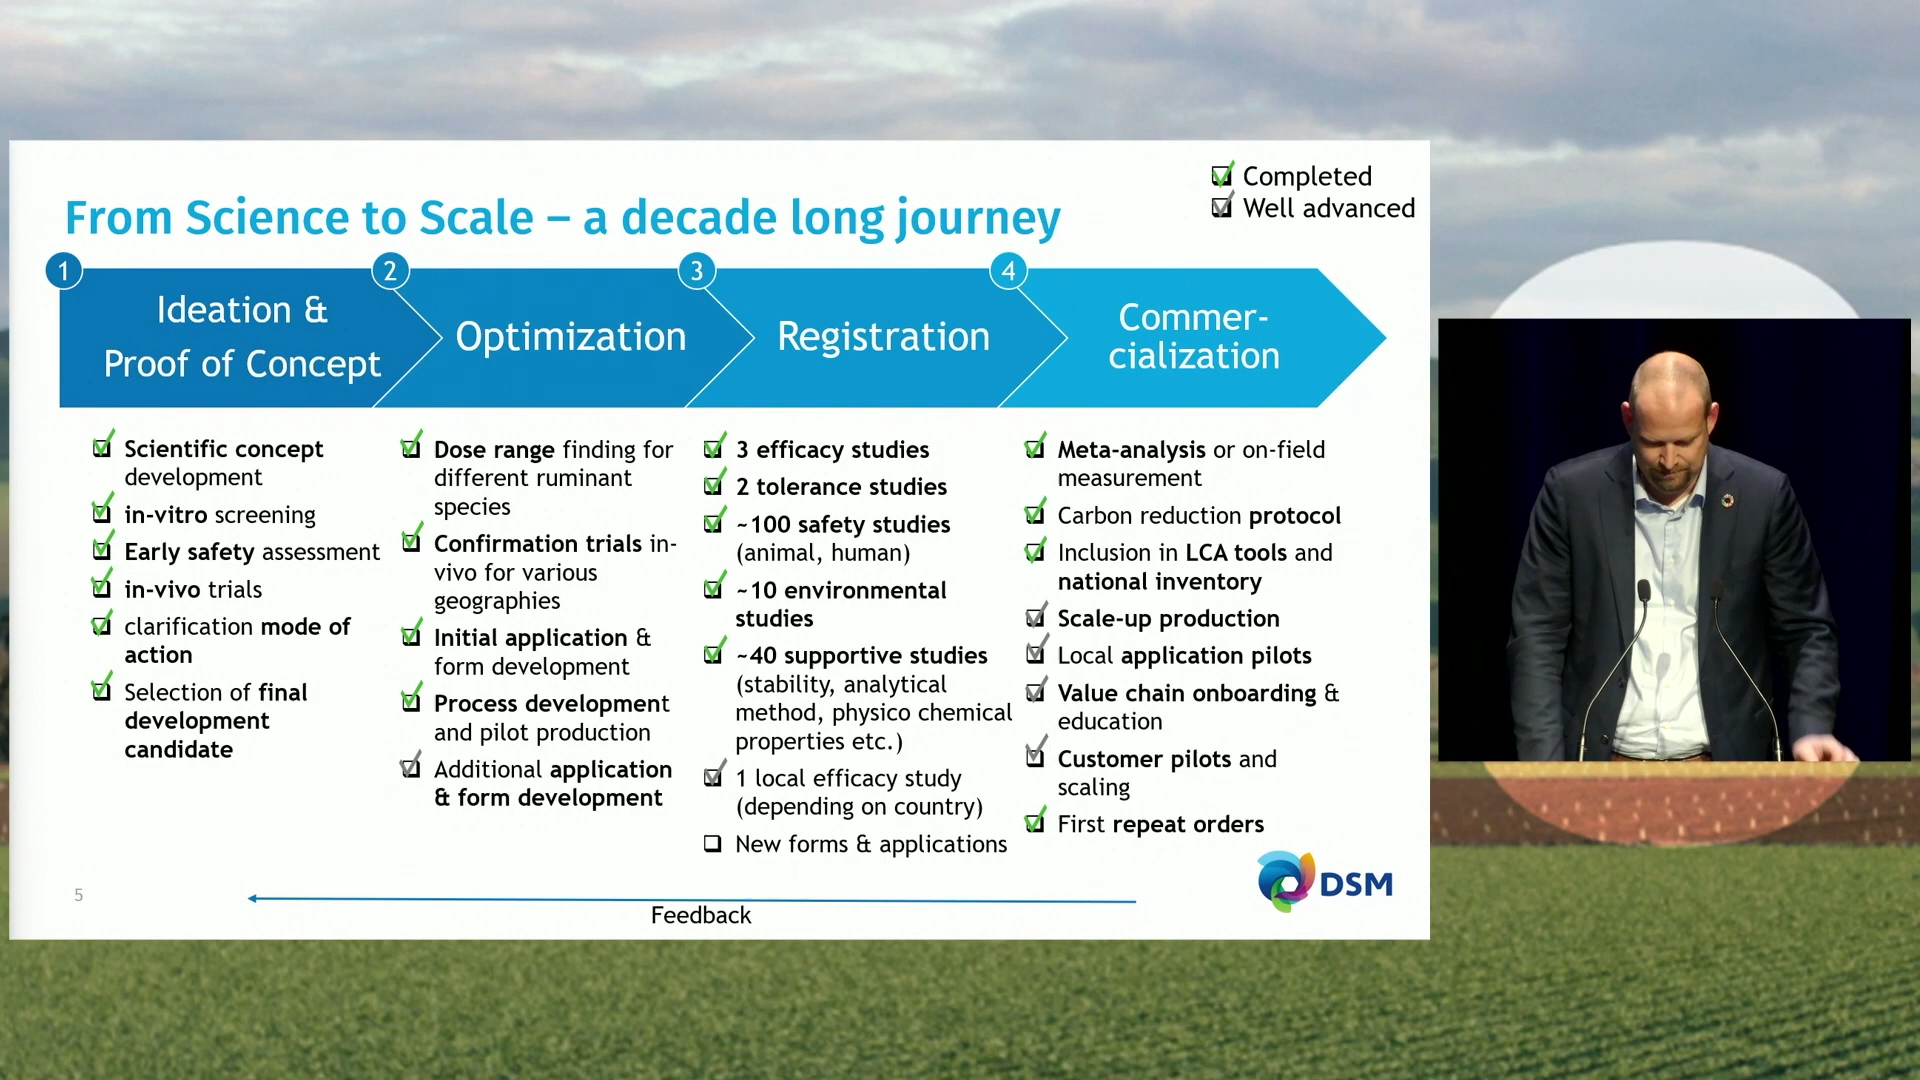 Completed
Well advanced
From Science to Scale – a decade long journey
1
Ideation &
Proof of Concept
2
Optimization
3
Registration
4
Commer-
cialization
Scientific concept
development
in-vitro screening
Early safety assessment
in-vivo trials
clarification mode of
action
Selection of final
development
candidate
Dose range finding for
different ruminant
species
Confirmation trials in-
vivo for various
geographies
Initial application &
form development
Process development
and pilot production
Additional application
& form development
3 efficacy studies
2 tolerance studies
~100 safety studies
(animal, human)
~10 environmental
studies
~40 supportive studies
(stability, analytical
method, physico chemical
properties etc.)
1 local efficacy study
(depending on country)
New forms & applications
Meta-analysis or on-field
measurement
Carbon reduction protocol
Inclusion in LCA tools and
national inventory
Scale-up production
Local application pilots
Value chain onboarding &
education
Customer pilots and
scaling
First repeat orders
5
Feedback
DSM